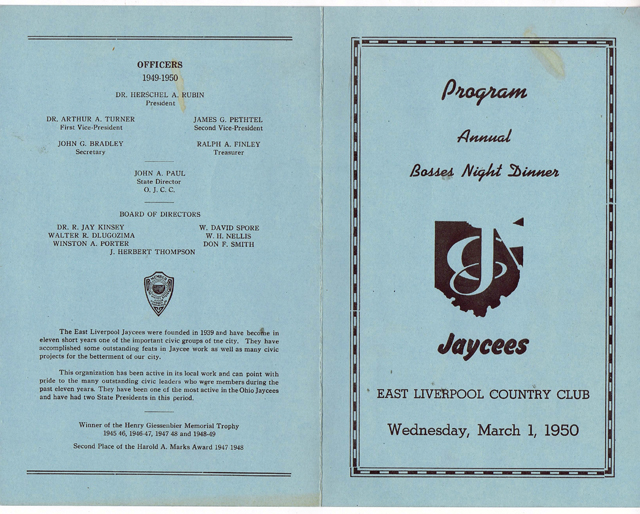 OFFICERS
1949-1950
DR. HERSCHEL A. RUBIN
President
DR. ARTHUR A. TURNER
First Vice-President
JAMES G. PETHTEL
Second Vice-President
JOHN G. BRADLEY
Secretary
RALPH A. FINLEY
Treasurer
JOHN A. PAUL
State Director
O. J. C. C.
BOARD OF DIRECTORS
DR. R. JAY KINSEY
W. DAVID SPORE
WALTER R. DLUGOZIMA
W. H. NELLIS
WINSTON A. PORTER
DON F. SMITH
J. HERBERT THOMPSON
The East Liverpool Jaycees were founded in 1939 and have become in
eleven short years one of the important civic groups of tne city. They have
accomplished some outstanding feats in Jaycee work as well as many civic
projects for the betterment of our city.
This organization has been active in its local work and can point with
pride to the many outstanding civic leaders who were members during the
past eleven years. They have been one of the most active in the Ohio Jaycees
and have had two State Presidents in this period.
Winner of the Henry Giessenbier Memorial Trophy
1945 46, 1946-47, 1947 48 and 1948-49
Second Place of the Harold A. Marks Award 1947 1948
Program
Annual
Bosses Night Dinner
J
Jaycees
EAST LIVERPOOL COUNTRY CLUB
Wednesday, March 1, 1950